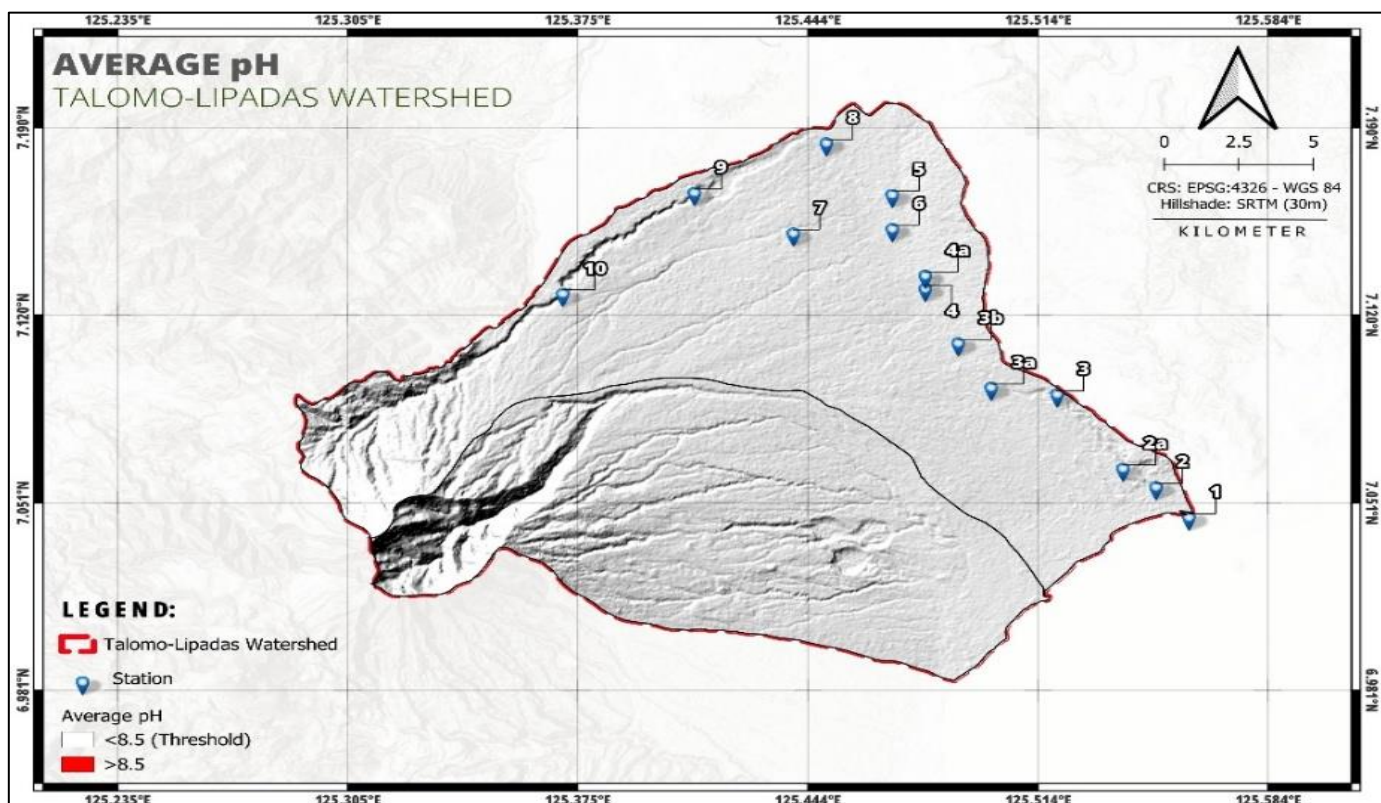 125.235°E 125.305°E 125.375°E 125.444°E 125.514°E 125.584°E
AVERAGE pH
TALOMO-LIPADAS WATERSHED
7.190°N
7.190°N
0 2.5 5
CRS: EPSG:4326 - WGS 84
Hillshade: SRTM (30m)
KILOMETER
8
9
5
7
6
4a
10
4
7.120°N
7.120°N
3b
3a
3
2a
2
1
7.051°N
7.051°N
LEGEND:
Talomo-Lipadas Watershed
Station
6.981°N
6.981°N
Average pH
<8.5 (Threshold)
>8.5
125.235°E 125.305°E 125.375°E 125.444°E 125.514°E 125.584°E